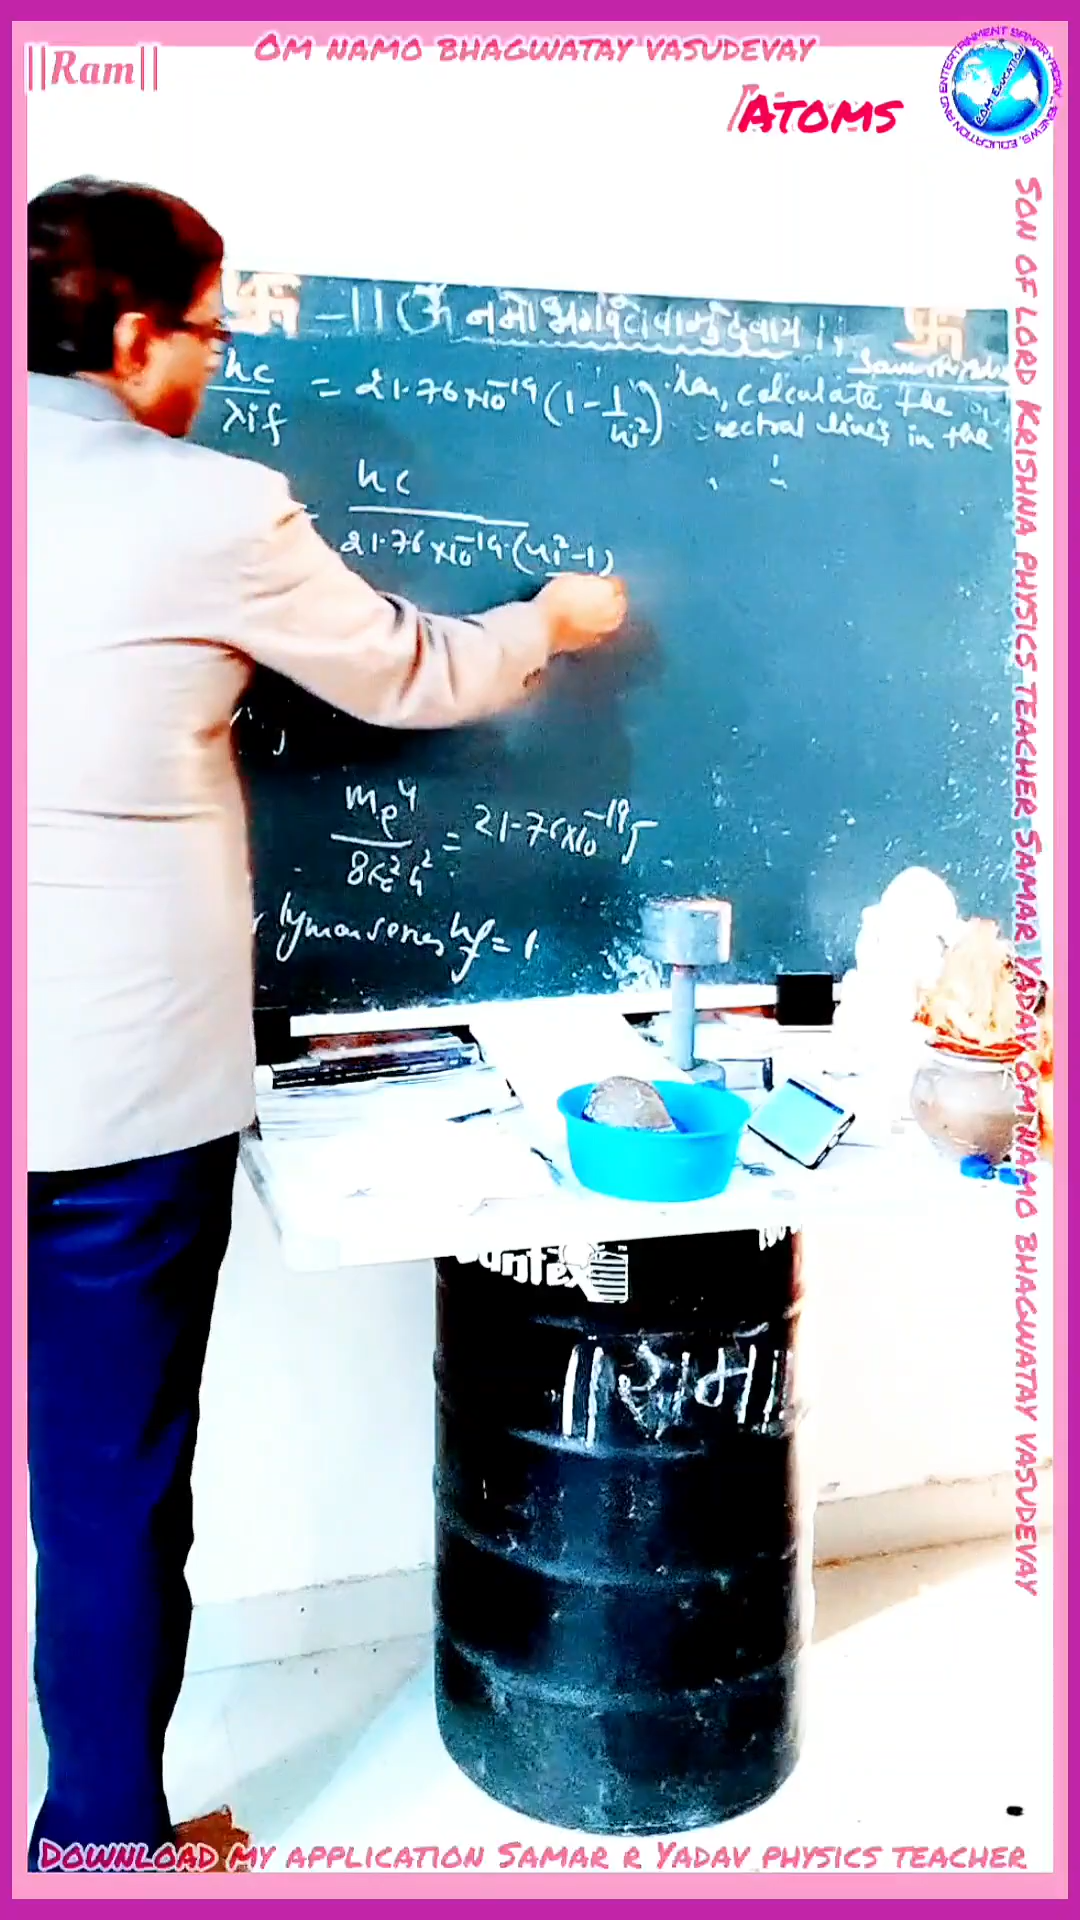 Om namo bhagwatay vasudevay
||Ram||
Atoms
Son of lord Krishna physics teacher Samar Yadav om namo bhagwatay vasudevay
-|| ॐ नमो भगवते वासुदेवाय ||
hc/λif = 21.76×10⁻¹⁹ (1 - 1/ni²)
calculate the
spectral lines in the
hc
21.76×10⁻¹⁹ (ni²-1)
me⁴/8ε₀²h² = 21.76×10⁻¹⁹J
lyman series nf = 1
||राम||
Download my application Samar r Yadav physics teacher